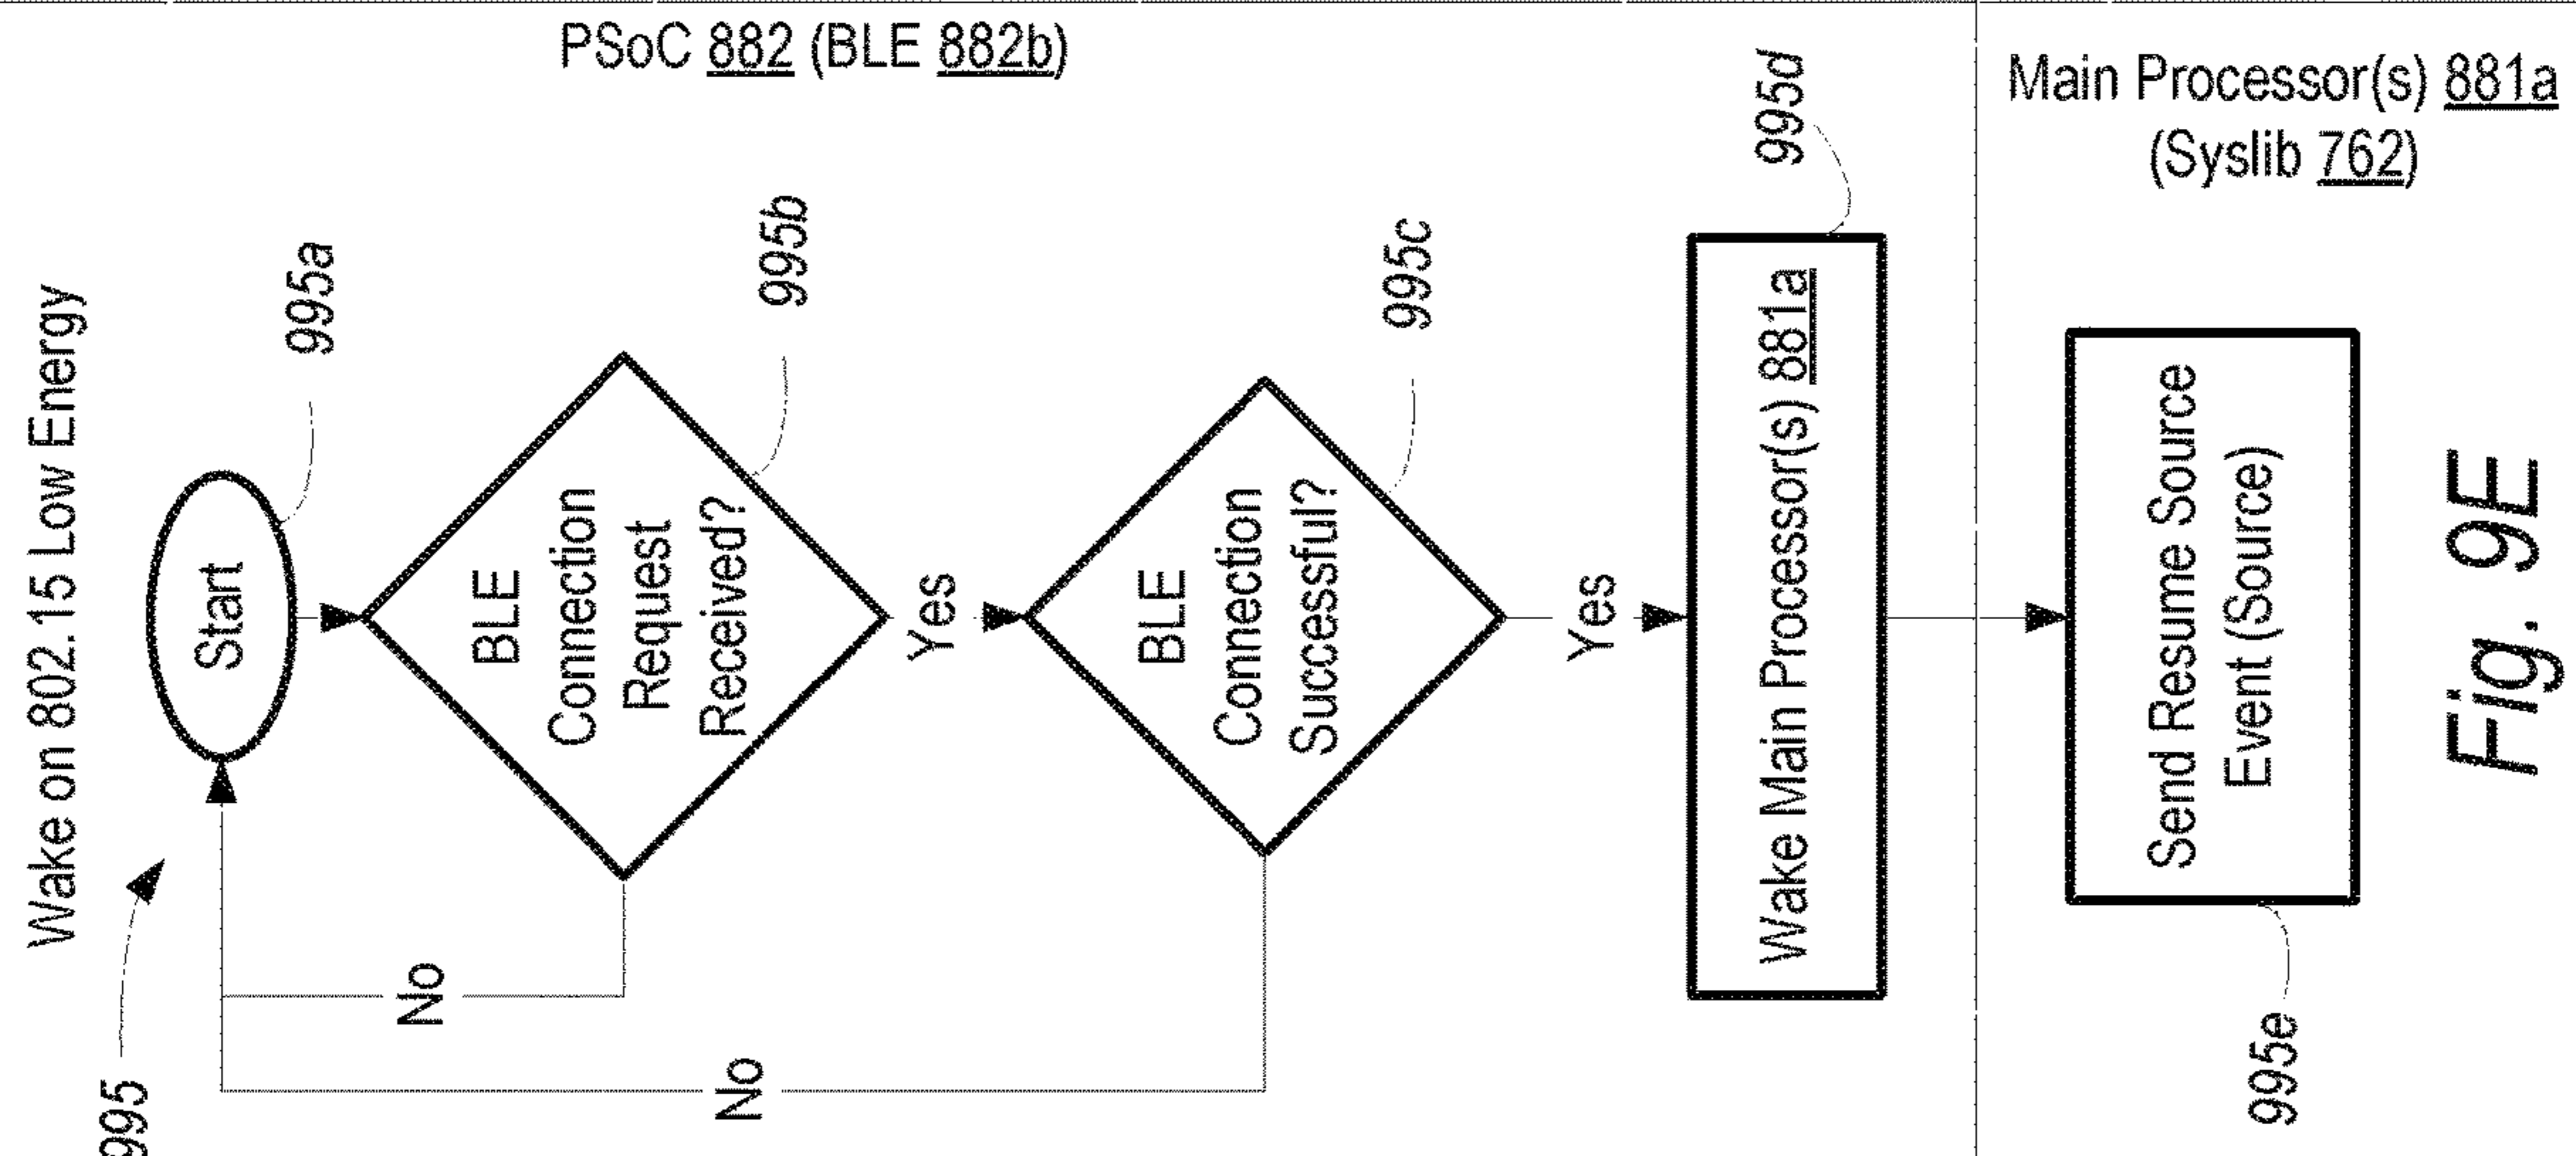 PSoC 882 (BLE 882b)
Main Processor(s) 881a
(Syslib 762)
Wake on 802.15 Low Energy
995
Start
995a
BLE
Connection
Request
Received?
995b
No
Yes
BLE
Connection
Successful?
995c
No
Yes
Wake Main Processor(s) 881a
995d
Send Resume Source
Event (Source)
995e
Fig. 9E